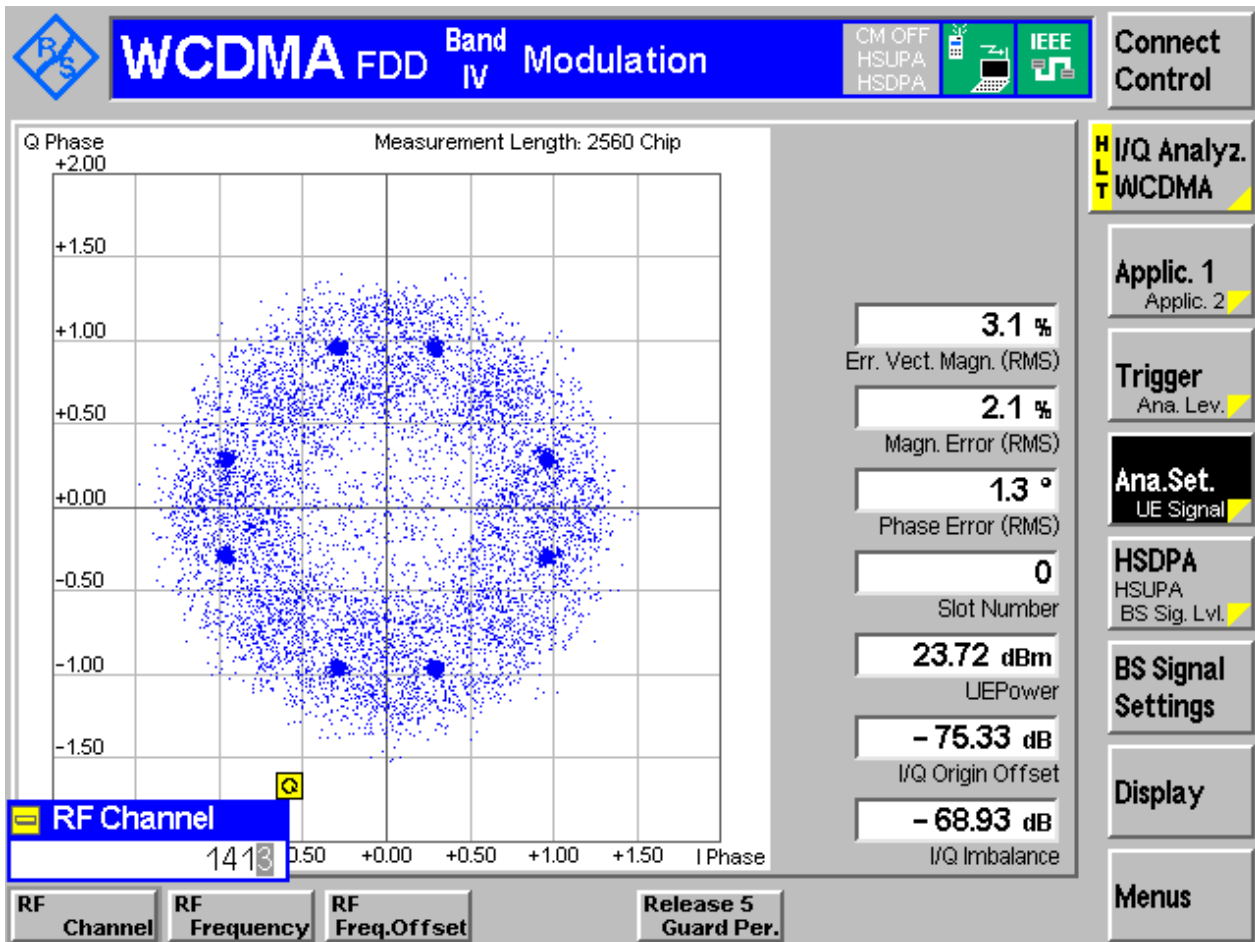 R/S
WCDMA FDD Band IV Modulation
CM OFF
HSUPA
HSDPA
IEEE
Connect Control
Q Phase
Measurement Length: 2560 Chip
+2.00
+1.50
+1.00
+0.50
+0.00
-0.50
-1.00
-1.50
Q
RF Channel
1413
0.50 +0.00 +0.50 +1.00 +1.50 I Phase
3.1 %
Err. Vect. Magn. (RMS)
2.1 %
Magn. Error (RMS)
1.3 °
Phase Error (RMS)
0
Slot Number
23.72 dBm
UEPower
- 75.33 dB
I/Q Origin Offset
- 68.93 dB
I/Q Imbalance
HLT
I/Q Analyz.
WCDMA
Applic. 1
Applic. 2
Trigger
Ana. Lev.
Ana.Set.
UE Signal
HSDPA
HSUPA
BS Sig. Lvl.
BS Signal
Settings
Display
Menus
RF Channel
RF Frequency
RF Freq.Offset
Release 5 Guard Per.